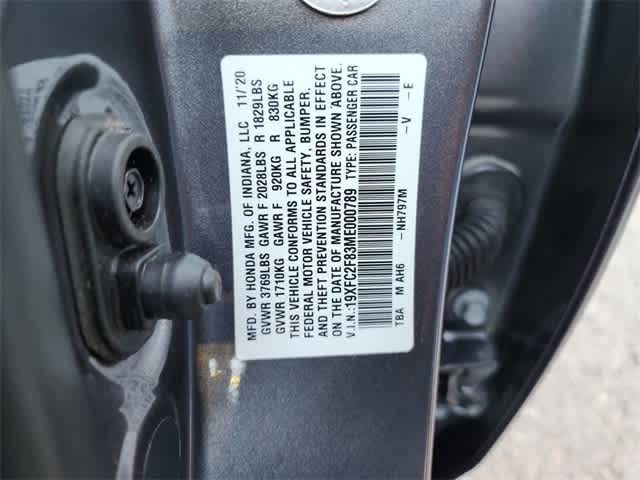 MFD. BY HONDA MFG. OF INDIANA, LLC 11/20
GVWR 3769LBS GAWR F 2028LBS R 1829LBS
GVWR 1710KG GAWR F 920KG R 830KG
THIS VEHICLE CONFORMS TO ALL APPLICABLE
FEDERAL MOTOR VEHICLE SAFETY, BUMPER,
AND THEFT PREVENTION STANDARDS IN EFFECT
ON THE DATE OF MANUFACTURE SHOWN ABOVE.
V.I.N.:19XFC2F83ME000789 TYPE: PASSENGER CAR
TBA M AH6 —NH797M —V —E